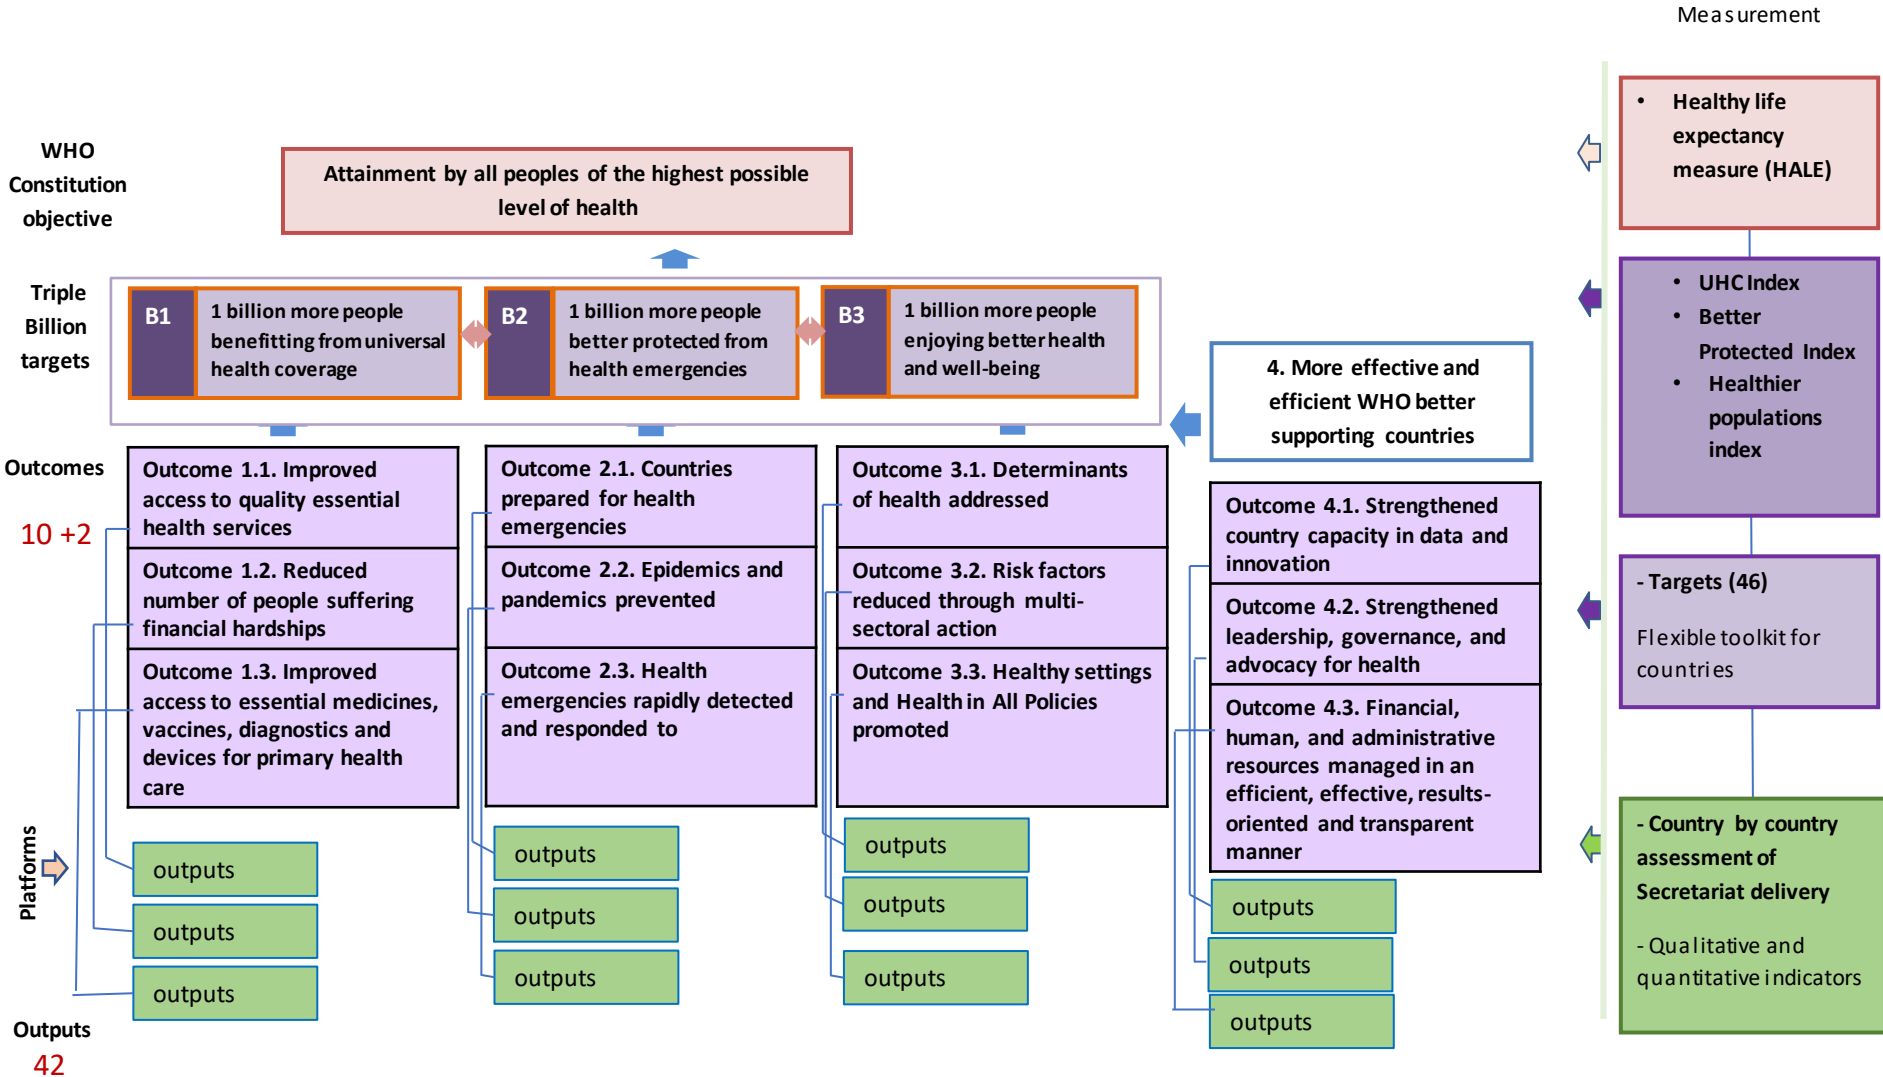 Measurement
WHO
Constitution
objective
Attainment by all peoples of the highest possible
level of health
• Healthy life
expectancy
measure (HALE)
Triple
Billion
targets
B1
1 billion more people
benefitting from universal
health coverage
B2
1 billion more people
better protected from
health emergencies
B3
1 billion more people
enjoying better health
and well-being
4. More effective and
efficient WHO better
supporting countries
• UHC Index
• Better
Protected Index
• Healthier
populations
index
Outcomes
10 +2
Outcome 1.1. Improved
access to quality essential
health services
Outcome 1.2. Reduced
number of people suffering
financial hardships
Outcome 1.3. Improved
access to essential medicines,
vaccines, diagnostics and
devices for primary health
care
Outcome 2.1. Countries
prepared for health
emergencies
Outcome 2.2. Epidemics and
pandemics prevented
Outcome 2.3. Health
emergencies rapidly detected
and responded to
Outcome 3.1. Determinants
of health addressed
Outcome 3.2. Risk factors
reduced through multi-
sectoral action
Outcome 3.3. Healthy settings
and Health in All Policies
promoted
Outcome 4.1. Strengthened
country capacity in data and
innovation
Outcome 4.2. Strengthened
leadership, governance, and
advocacy for health
Outcome 4.3. Financial,
human, and administrative
resources managed in an
efficient, effective, results-
oriented and transparent
manner
- Targets (46)
Flexible toolkit for
countries
Platforms
outputs
outputs
outputs
outputs
outputs
outputs
outputs
outputs
outputs
outputs
outputs
outputs
- Country by country
assessment of
Secretariat delivery
- Qualitative and
quantitative indicators
Outputs
42